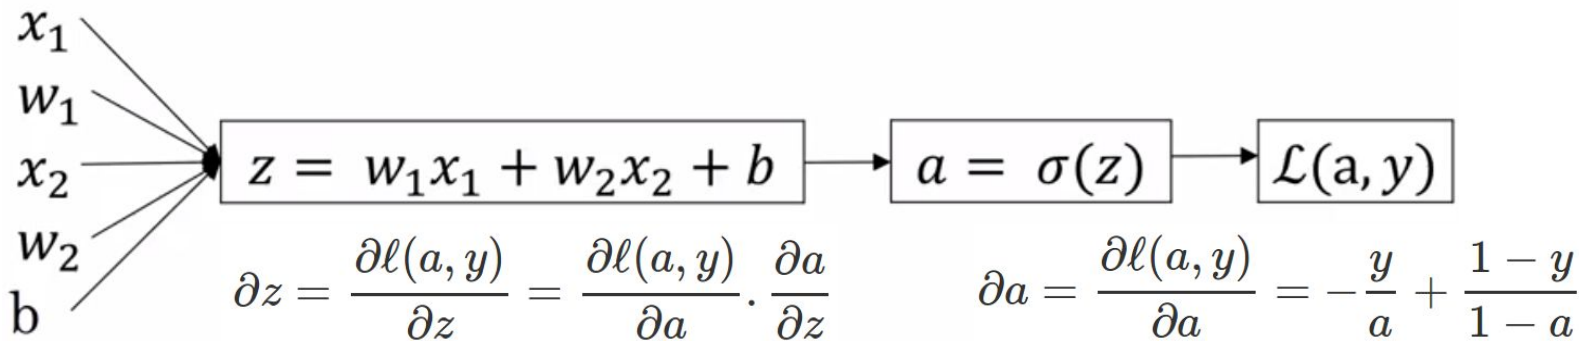 x₁
w₁
x₂
w₂
b
z = w₁x₁ + w₂x₂ + b
a = σ(z)
ℒ(a, y)
∂z = ∂ℓ(a, y)/∂z = ∂ℓ(a, y)/∂a . ∂a/∂z
∂a = ∂ℓ(a, y)/∂a = −y/a + (1 − y)/(1 − a)